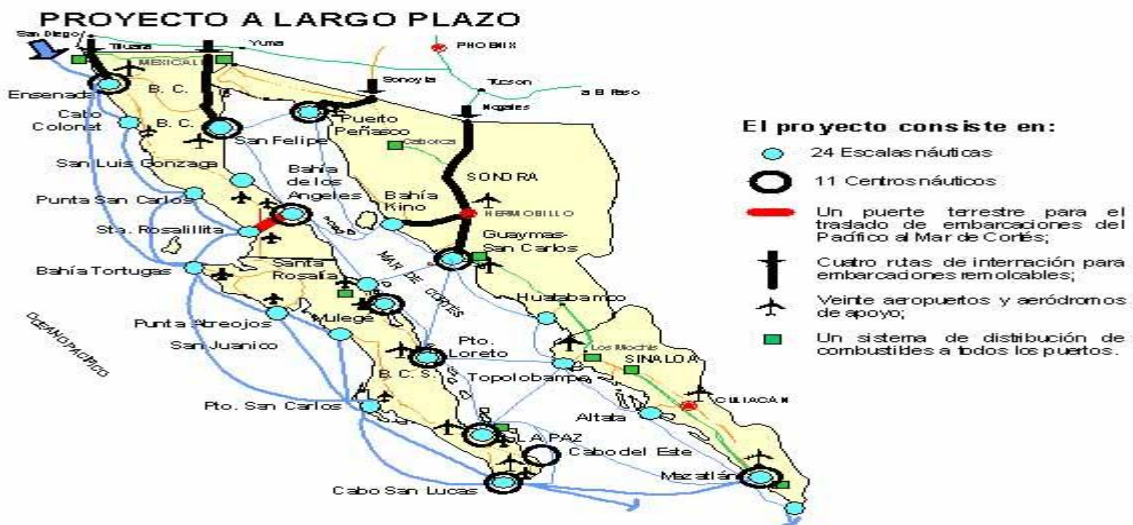 PROYECTO A LARGO PLAZO
San Diego
Tijuana
Yuma
PHOENIX
MEXICALI
Sonoyta
Tucson
a El Paso
Nogales
Ensenada
B. C.
Cabo
Colonet
B. C.
Puerto
Peñasco
San Felipe
Caborca
San Luis Gonzaga
Bahía
de los
Angeles
SONORA
Bahía
Kino
Punta San Carlos
HERMOSILLO
Sta. Rosalillita
Guaymas-
San Carlos
Bahía Tortugas
Santa
Rosalía
MAR DE CORTÉS
Huatabampo
Punta Abreojos
Mulegé
OCEANO PACÍFICO
San Juanico
Pto.
Loreto
Los Mochis
SINALOA
B. C. S.
Topolobampo
Pto. San Carlos
CULIACÁN
Altata
LA PAZ
Cabo del Este
Mazatlán
Cabo San Lucas
El proyecto consiste en:
24 Escalas náuticas
11 Centros náuticos
Un puerte terrestre para el
traslado de embarcaciones del
Pacífico al Mar de Cortés;
Cuatro rutas de internación para
embarcaciones remolcables;
Veinte aeropuertos y aeródromos
de apoyo;
Un sistema de distibución de
combustibles a todos los puertos.